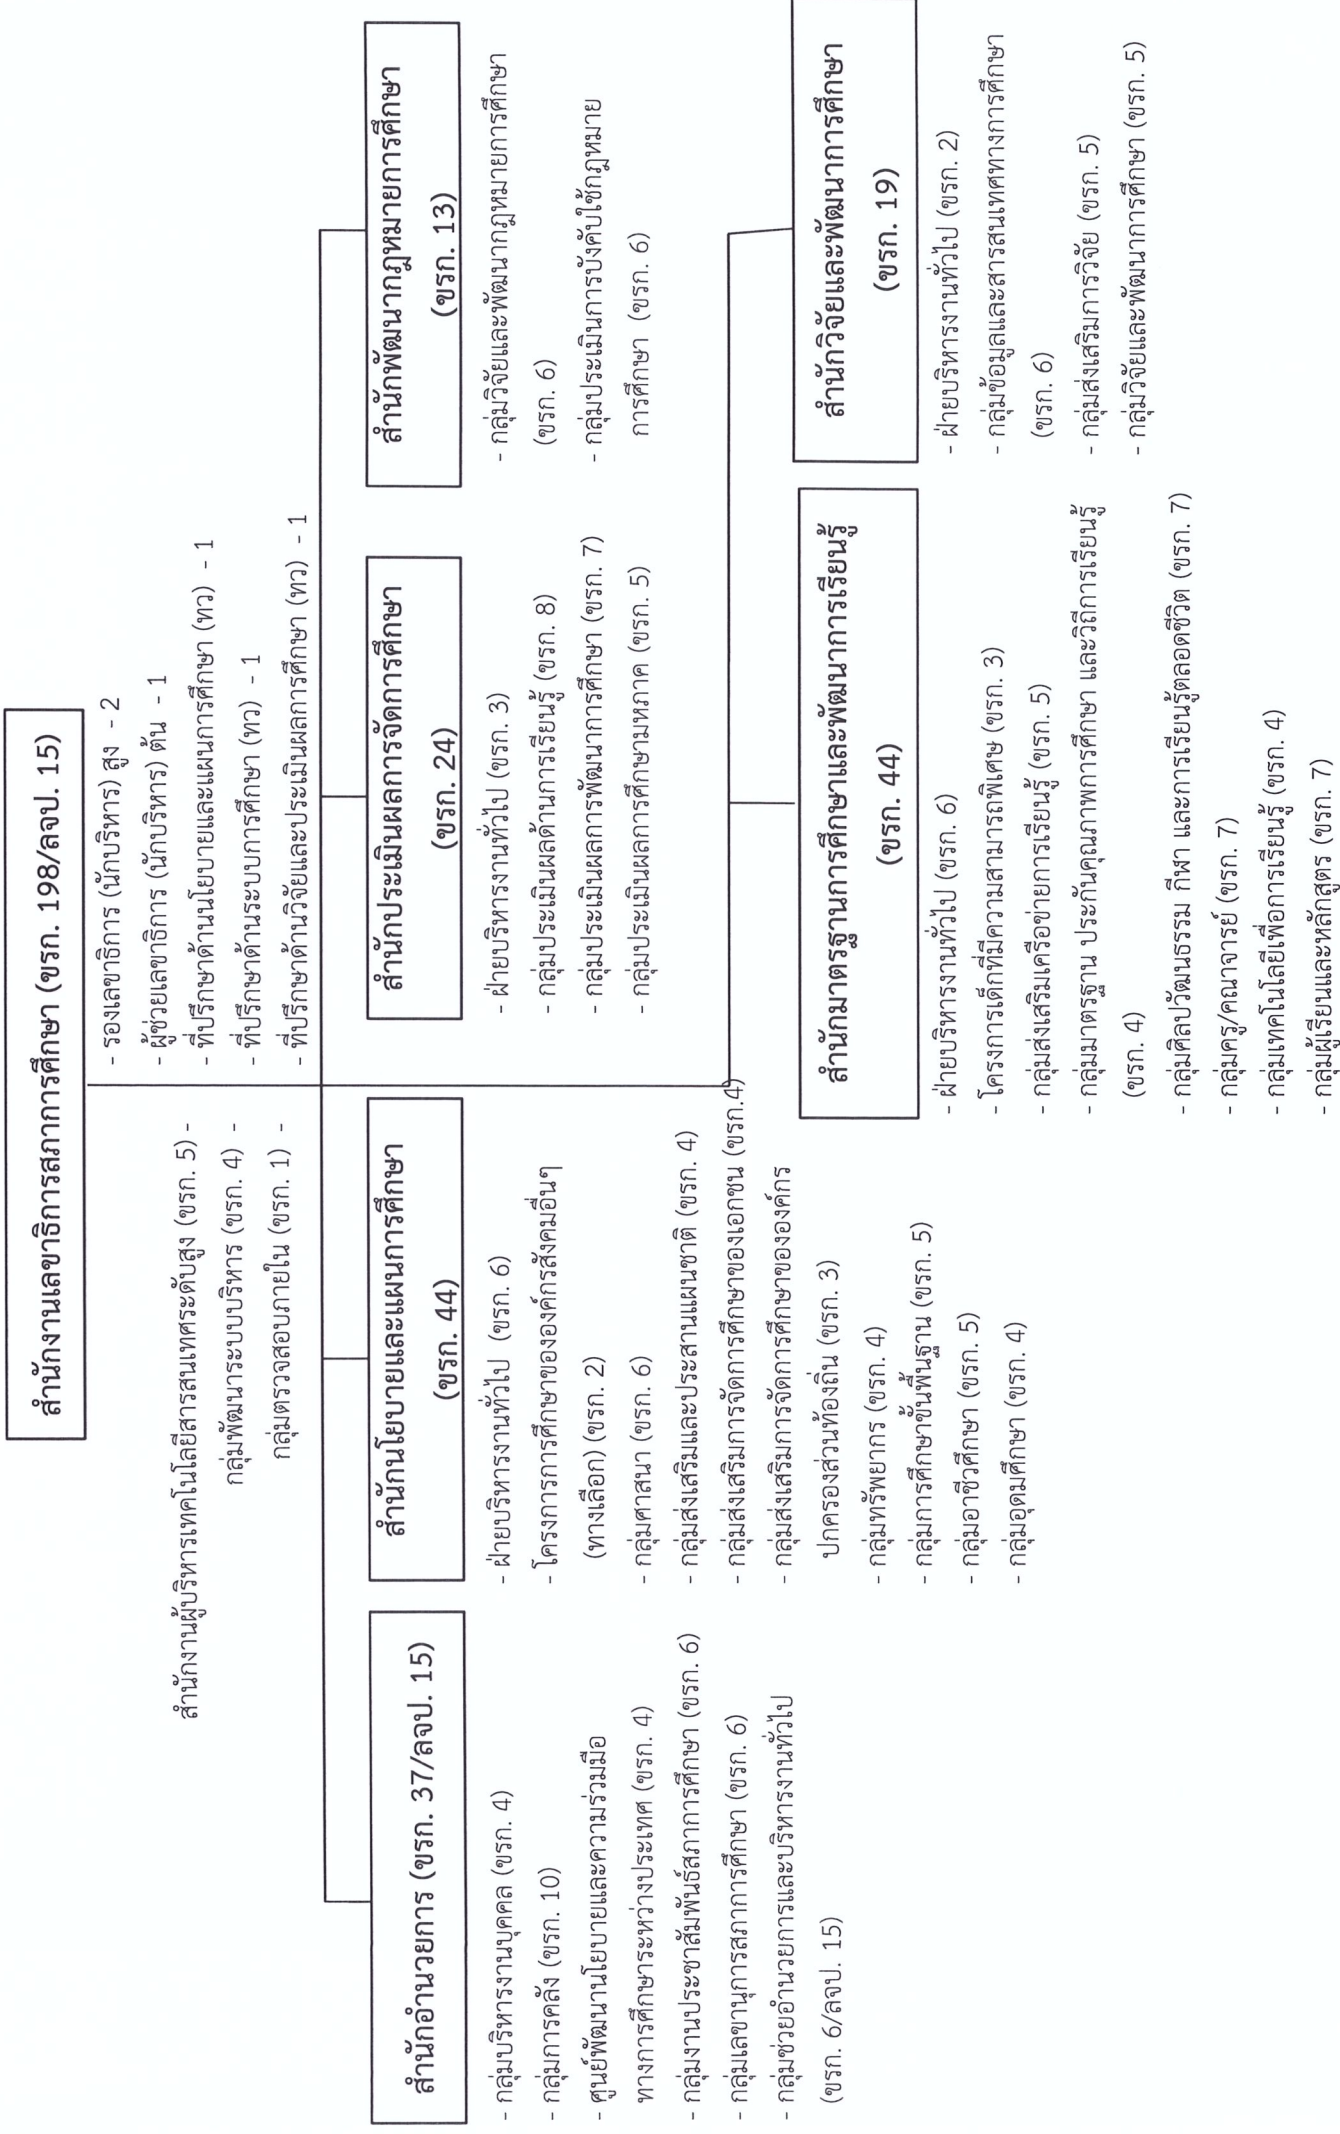 สำนักงานเลขาธิการสภาการศึกษา (ขรก. 198/ลจป. 15)
- รองเลขาธิการ (นักบริหาร) สูง - 2
ผู้ช่วยเลขาธิการ (นักบริหาร) ต้น - 1
- ที่ปรึกษาด้านนโยบายและแผนการศึกษา (ทว) - 1
- ที่ปรึกษาด้านระบบการศึกษา (ทว) - 1
- ที่ปรึกษาด้านวิจัยและประเมินผลการศึกษา (ทว) - 1
สำนักงานผู้บริหารเทคโนโลยีสารสนเทศระดับสูง (ขรก. 5) -
กลุ่มพัฒนาระบบบริหาร (ขรก. 4) -
กลุ่มตรวจสอบภายใน (ขรก. 1) -
สำนักอำนวยการ (ขรก. 37/ลจป. 15)
- กลุ่มบริหารงานบุคคล (ขรก. 4)
- กลุ่มการคลัง (ขรก. 10)
- ศูนย์พัฒนานโยบายและความร่วมมือ
ทางการศึกษาระหว่างประเทศ (ขรก. 4)
- กลุ่มงานประชาสัมพันธ์สภาการศึกษา (ขรก. 6)
- กลุ่มเลขานุการสภาการศึกษา (ขรก. 6)
- กลุ่มช่วยอำนวยการและบริหารงานทั่วไป
(ขรก. 6/ลจป. 15)
สำนักนโยบายและแผนการศึกษา
(ขรก. 44)
- ฝ่ายบริหารงานทั่วไป (ขรก. 6)
- โครงการการศึกษาขององค์กรสังคมอื่นๆ
(ทางเลือก) (ขรก. 2)
- กลุ่มศาสนา (ขรก. 6)
- กลุ่มส่งเสริมและประสานแผนชาติ (ขรก. 4)
- กลุ่มส่งเสริมการจัดการศึกษาของเอกชน (ขรก.4)
- กลุ่มส่งเสริมการจัดการศึกษาขององค์กร
ปกครองส่วนท้องถิ่น (ขรก. 3)
- กลุ่มทรัพยากร (ขรก. 4)
- กลุ่มการศึกษาขั้นพื้นฐาน (ขรก. 5)
- กลุ่มอาชีวศึกษา (ขรก. 5)
- กลุ่มอุดมศึกษา (ขรก. 4)
สำนักประเมินผลการจัดการศึกษา
(ขรก. 24)
- ฝ่ายบริหารงานทั่วไป (ขรก. 3)
- กลุ่มประเมินผลด้านการเรียนรู้ (ขรก. 8)
- กลุ่มประเมินผลการพัฒนาการศึกษา (ขรก. 7)
- กลุ่มประเมินผลการศึกษามหภาค (ขรก. 5)
สำนักพัฒนากฎหมายการศึกษา
(ขรก. 13)
- กลุ่มวิจัยและพัฒนากฎหมายการศึกษา
(ขรก. 6)
- กลุ่มประเมินการบังคับใช้กฎหมาย
การศึกษา (ขรก. 6)
สำนักมาตรฐานการศึกษาและพัฒนาการเรียนรู้
(ขรก. 44)
- ฝ่ายบริหารงานทั่วไป (ขรก. 6)
- โครงการเด็กที่มีความสามารถพิเศษ (ขรก. 3)
- กลุ่มส่งเสริมเครือข่ายการเรียนรู้ (ขรก. 5)
- กลุ่มมาตรฐาน ประกันคุณภาพการศึกษา และวิถีการเรียนรู้
(ขรก. 4)
- กลุ่มศิลปวัฒนธรรม กีฬา และการเรียนรู้ตลอดชีวิต (ขรก. 7)
- กลุ่มครู/คณาจารย์ (ขรก. 7)
- กลุ่มเทคโนโลยีเพื่อการเรียนรู้ (ขรก. 4)
- กลุ่มผู้เรียนและหลักสูตร (ขรก. 7)
สำนักวิจัยและพัฒนาการศึกษา
(ขรก. 19)
- ฝ่ายบริหารงานทั่วไป (ขรก. 2)
- กลุ่มข้อมูลและสารสนเทศทางการศึกษา
(ขรก. 6)
- กลุ่มส่งเสริมการวิจัย (ขรก. 5)
- กลุ่มวิจัยและพัฒนาการศึกษา (ขรก. 5)